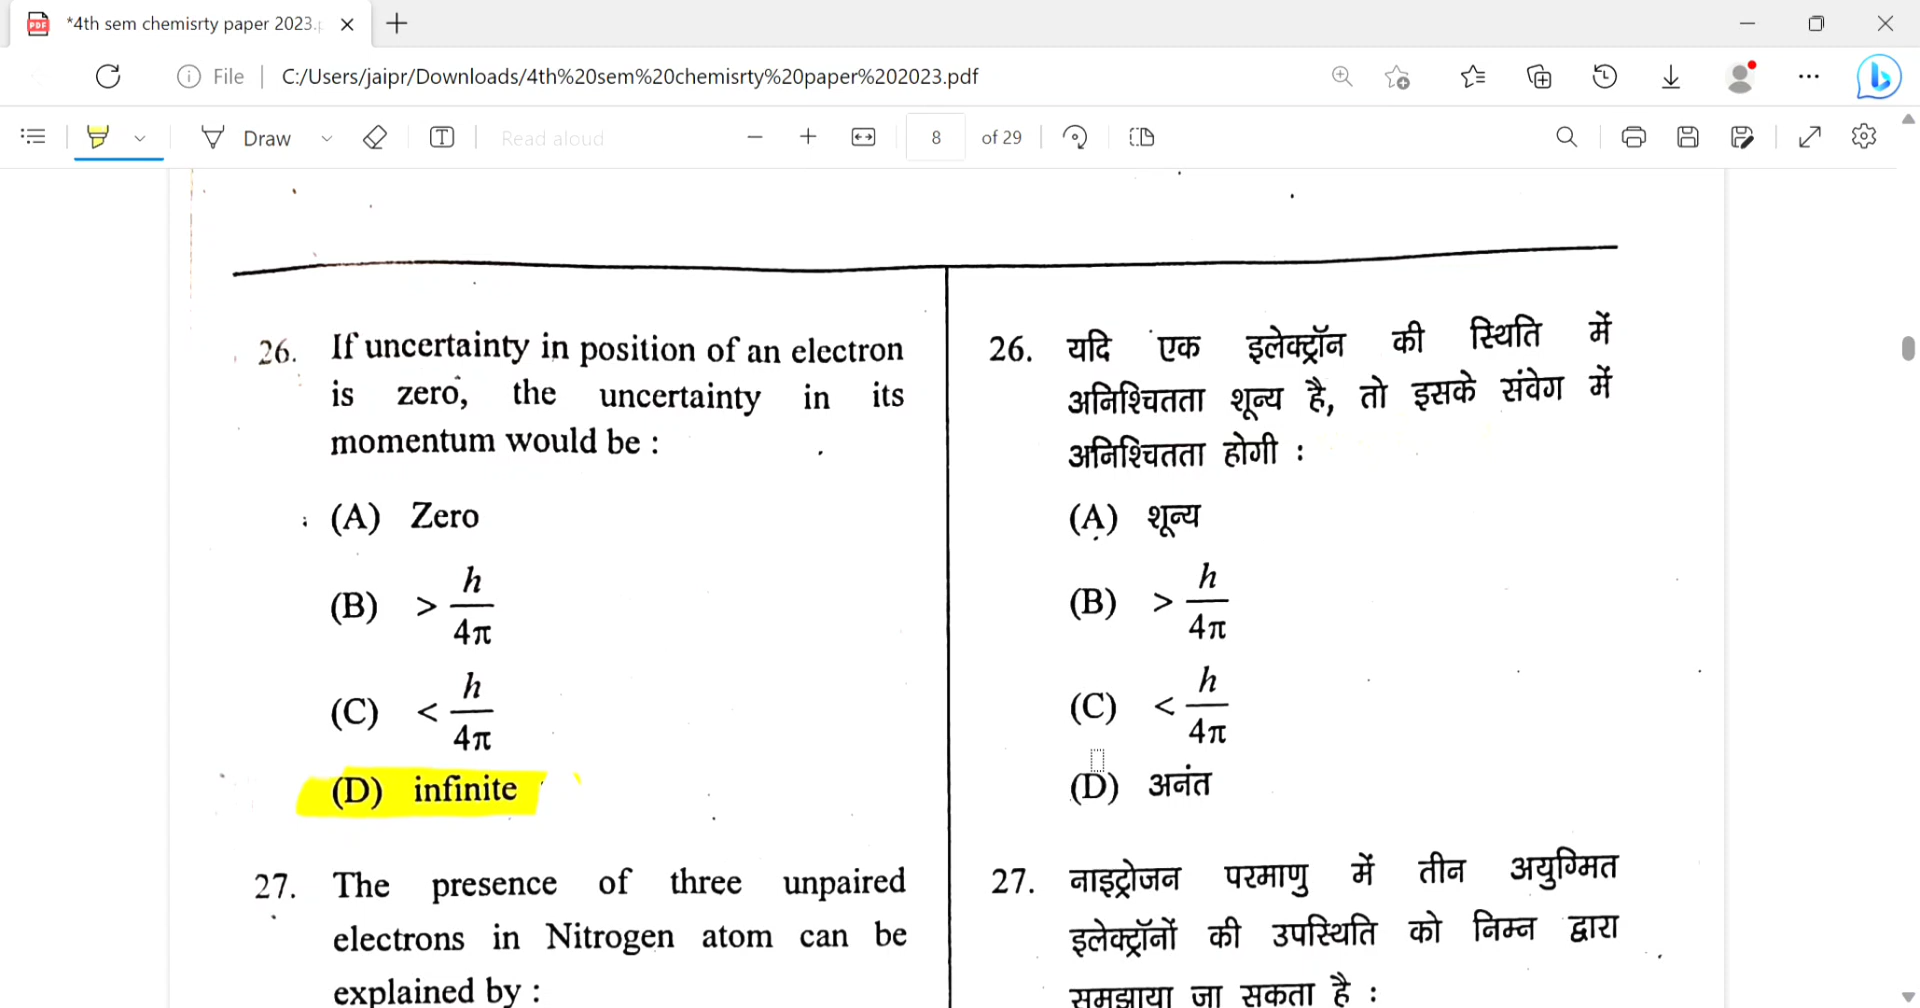 *4th sem chemisrty paper 2023.p
File
C:/Users/jaipr/Downloads/4th%20sem%20chemisrty%20paper%202023.pdf
Draw
Read aloud
8
of 29
26. If uncertainty in position of an electron
is zero, the uncertainty in its
momentum would be :
(A) Zero
(B) > h/4π
(C) < h/4π
(D) infinite
27. The presence of three unpaired
electrons in Nitrogen atom can be
explained by :
26. यदि एक इलेक्ट्रॉन की स्थिति में
अनिश्चितता शून्य है, तो इसके संवेग में
अनिश्चितता होगी :
(A) शून्य
(B) > h/4π
(C) < h/4π
(D) अनंत
27. नाइट्रोजन परमाणु में तीन अयुग्मित
इलेक्ट्रॉनों की उपस्थिति को निम्न द्वारा
समझाया जा सकता है :